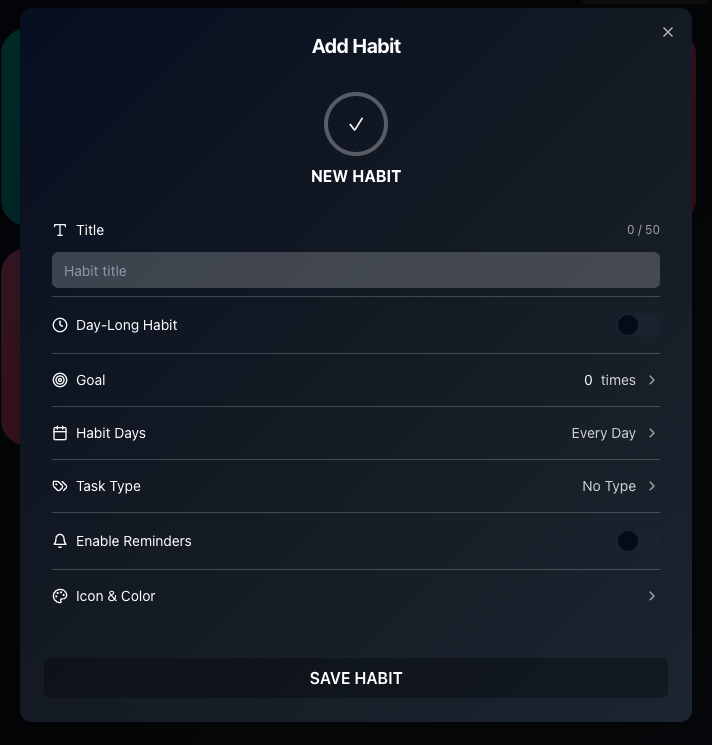 Add Habit
NEW HABIT
Title 0 / 50
Habit title
Day-Long Habit
Goal 0 times
Habit Days Every Day
Task Type No Type
Enable Reminders
Icon & Color
SAVE HABIT